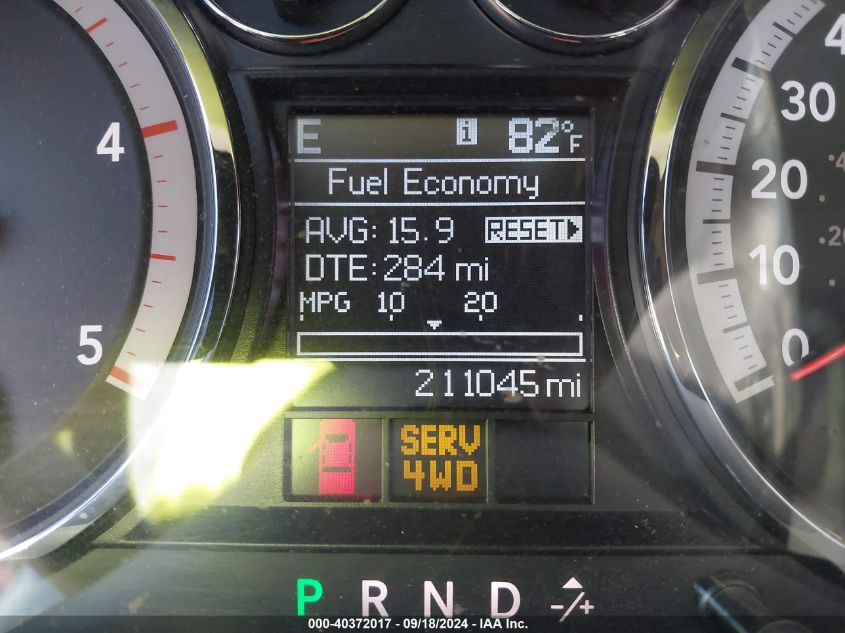 E i 82°F
Fuel Economy
AVG: 15.9 RESET
DTE: 284 mi
MPG 10 20
211045 mi
SERV
4WD
4
5
30
20
10
0
P R N D -/+
000-40372017 - 09/18/2024 - IAA Inc.